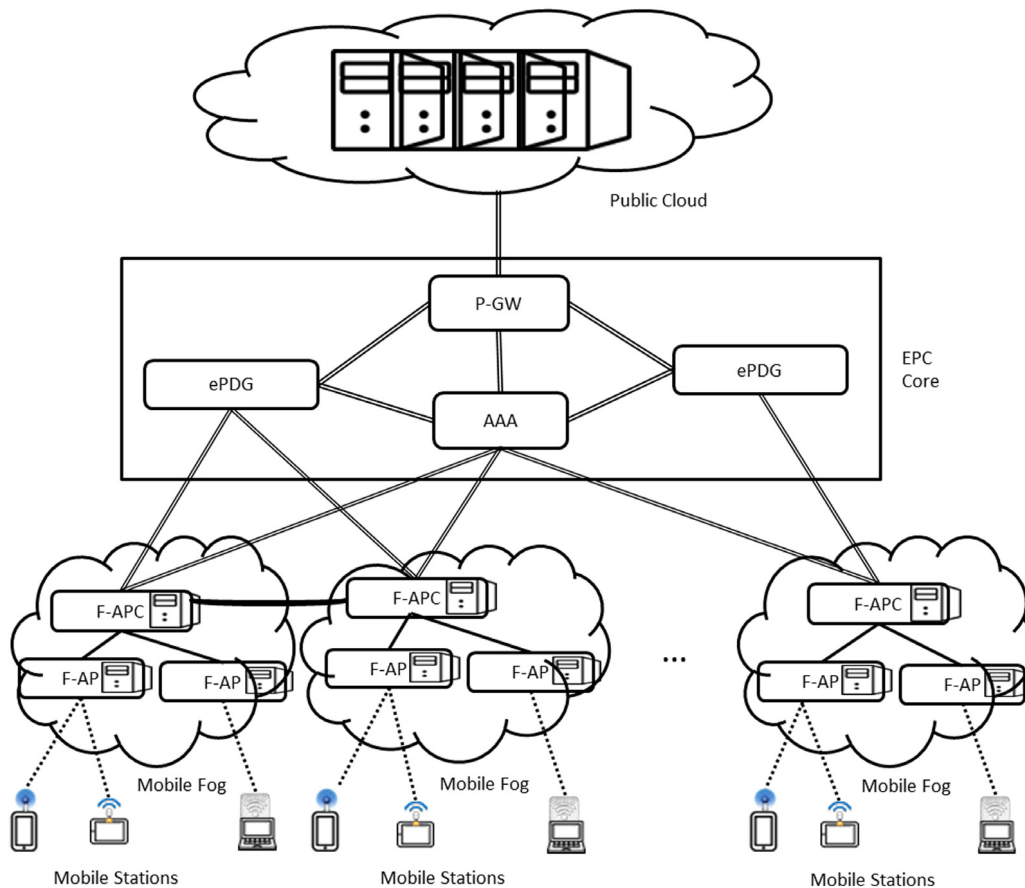 Public Cloud
P-GW
ePDG
ePDG
EPC
Core
AAA
F-APC
F-APC
F-APC
F-AP
F-AP
F-AP
F-AP
...
F-AP
F-AP
Mobile Fog
Mobile Fog
Mobile Fog
Mobile Stations
Mobile Stations
Mobile Stations